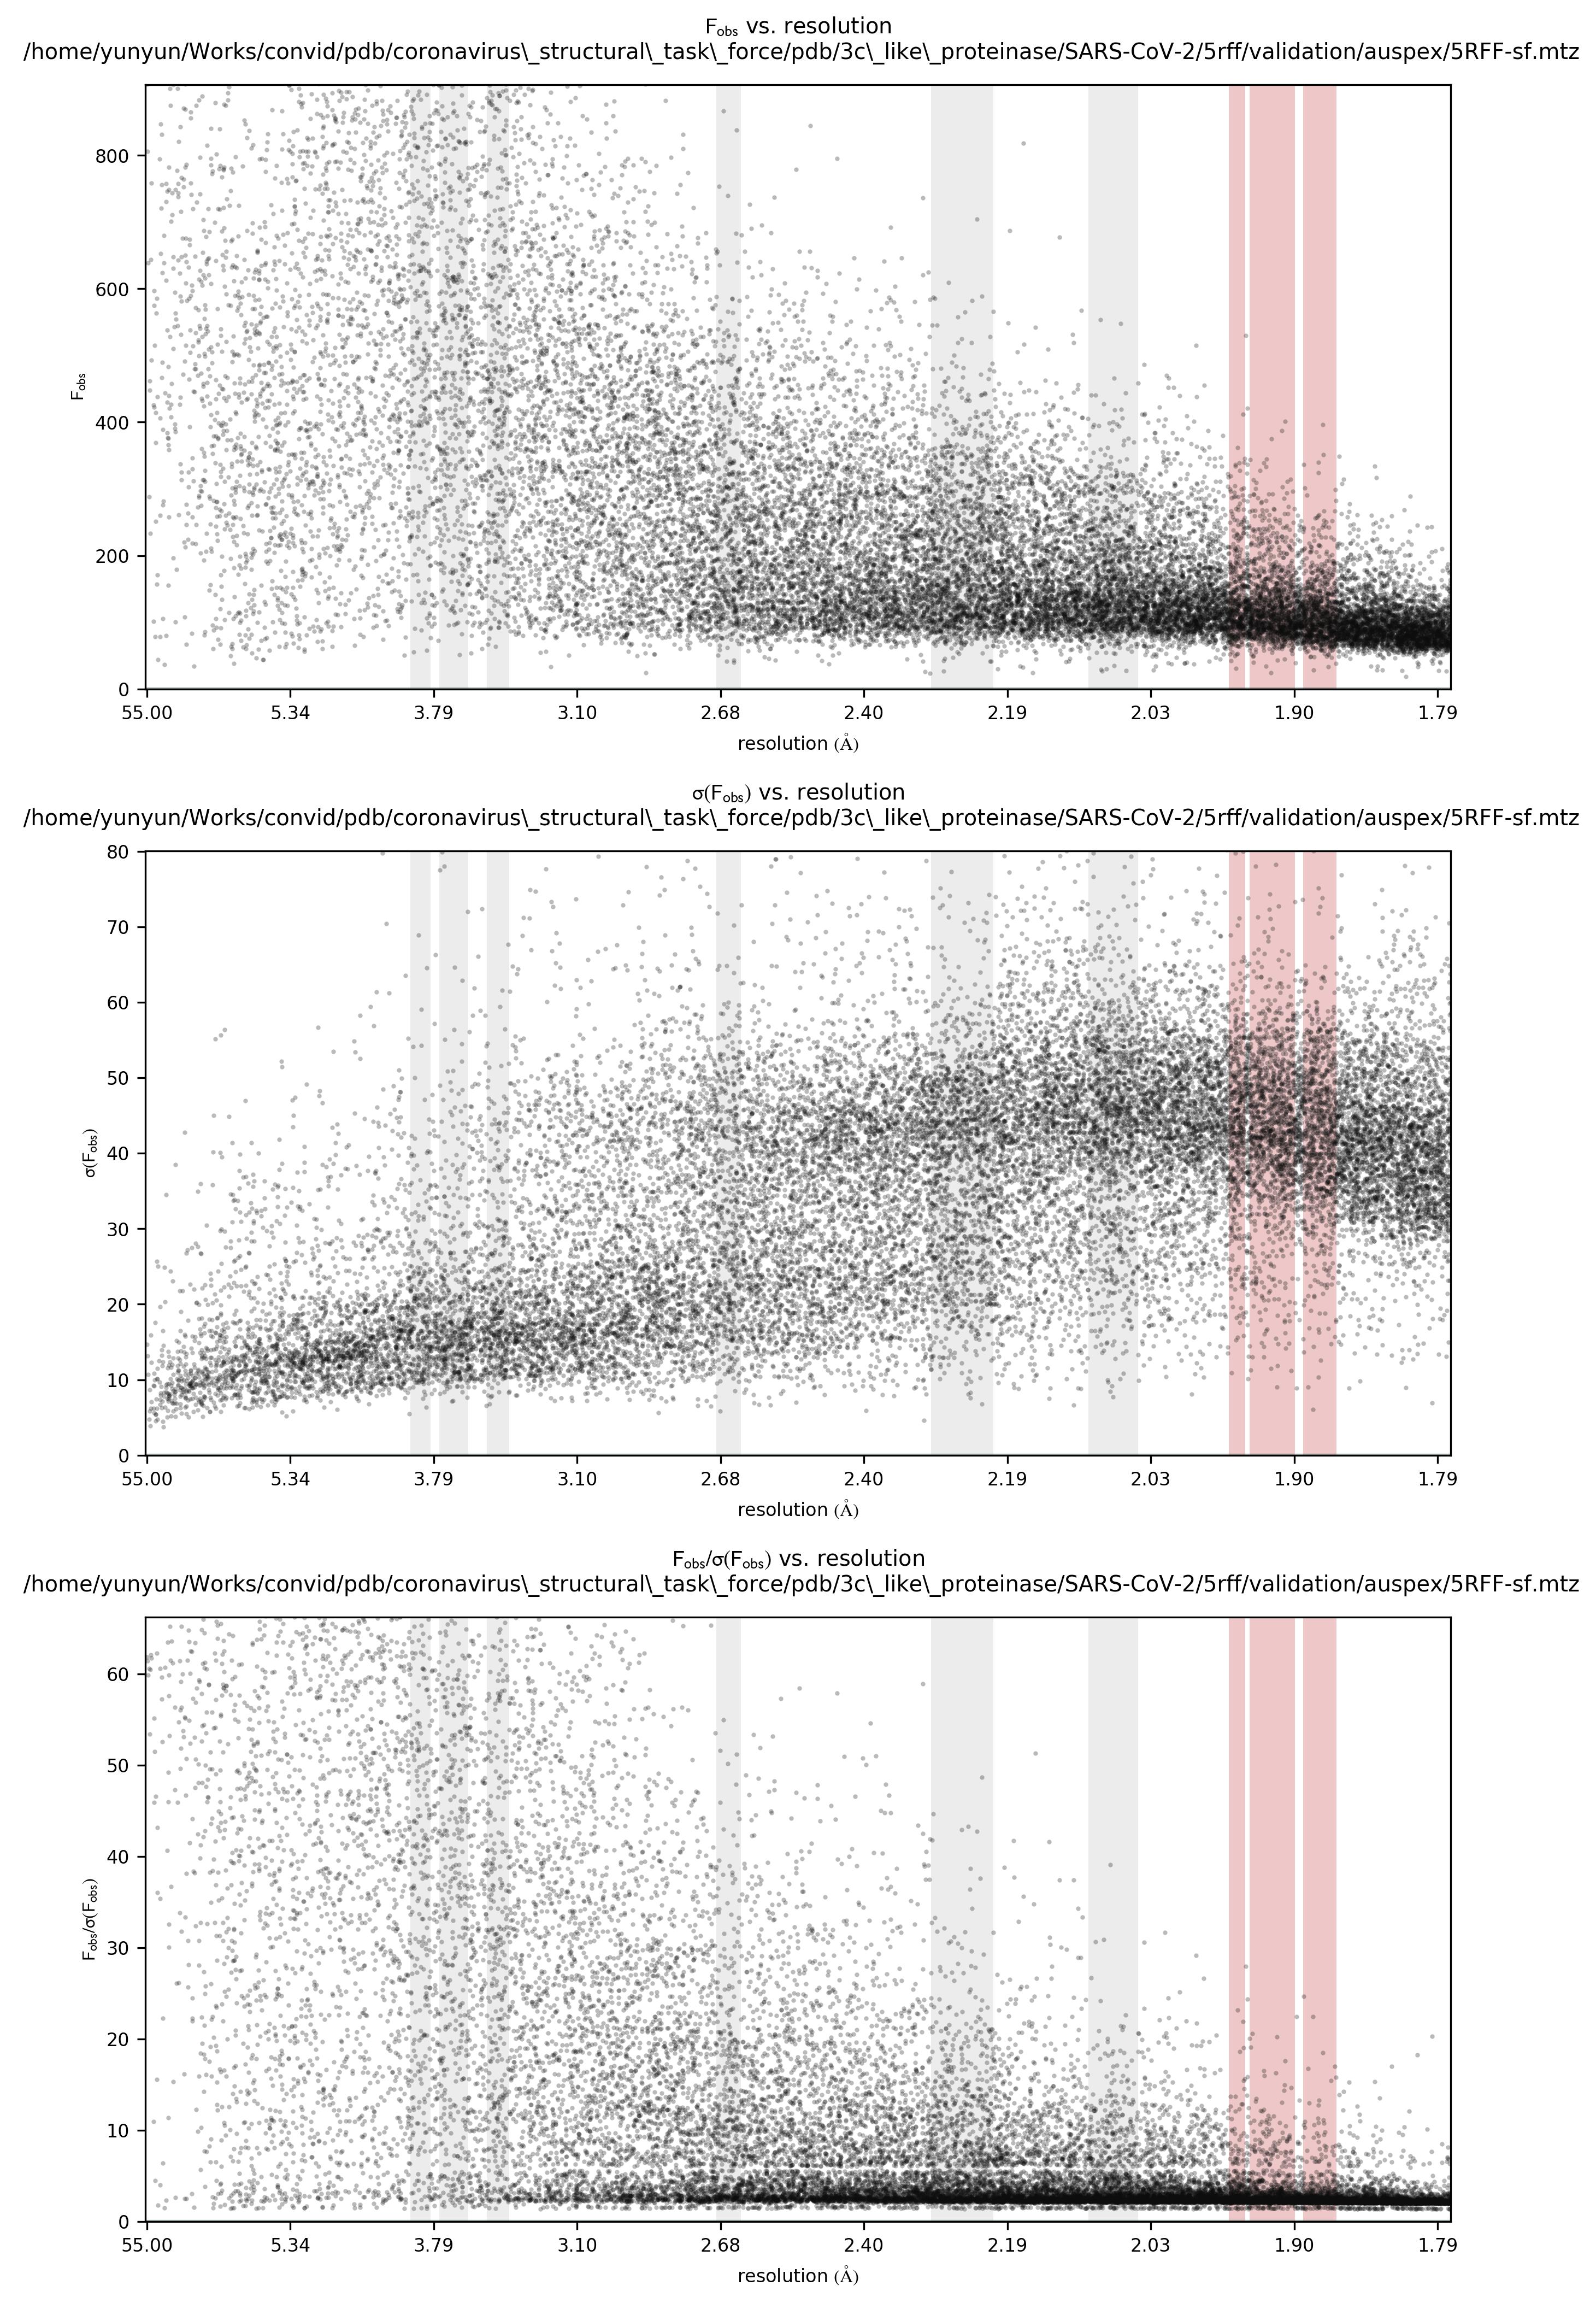 Fobs vs. resolution
/home/yunyun/Works/convid/pdb/coronavirus\_structural\_task\_force/pdb/3c\_like\_proteinase/SARS-CoV-2/5rff/validation/auspex/5RFF-sf.mtz
800
600
400
200
0
Fobs
55.00 5.34 3.79 3.10 2.68 2.40 2.19 2.03 1.90 1.79
resolution (Å)
σ(Fobs) vs. resolution
/home/yunyun/Works/convid/pdb/coronavirus\_structural\_task\_force/pdb/3c\_like\_proteinase/SARS-CoV-2/5rff/validation/auspex/5RFF-sf.mtz
80
70
60
50
40
30
20
10
0
σ(Fobs)
55.00 5.34 3.79 3.10 2.68 2.40 2.19 2.03 1.90 1.79
resolution (Å)
Fobs/σ(Fobs) vs. resolution
/home/yunyun/Works/convid/pdb/coronavirus\_structural\_task\_force/pdb/3c\_like\_proteinase/SARS-CoV-2/5rff/validation/auspex/5RFF-sf.mtz
60
50
40
30
20
10
0
Fobs/σ(Fobs)
55.00 5.34 3.79 3.10 2.68 2.40 2.19 2.03 1.90 1.79
resolution (Å)